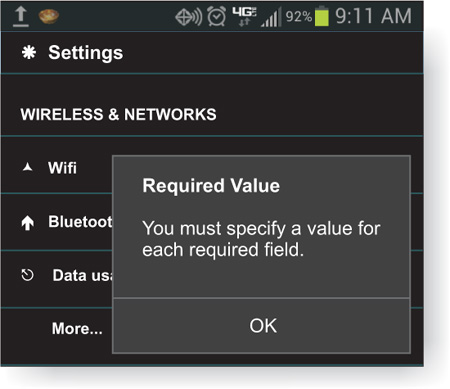 4G 92% 9:11 AM
Settings
WIRELESS & NETWORKS
Wifi
Required Value
Bluetoot
You must specify a value for
each required field.
Data usa
More...
OK